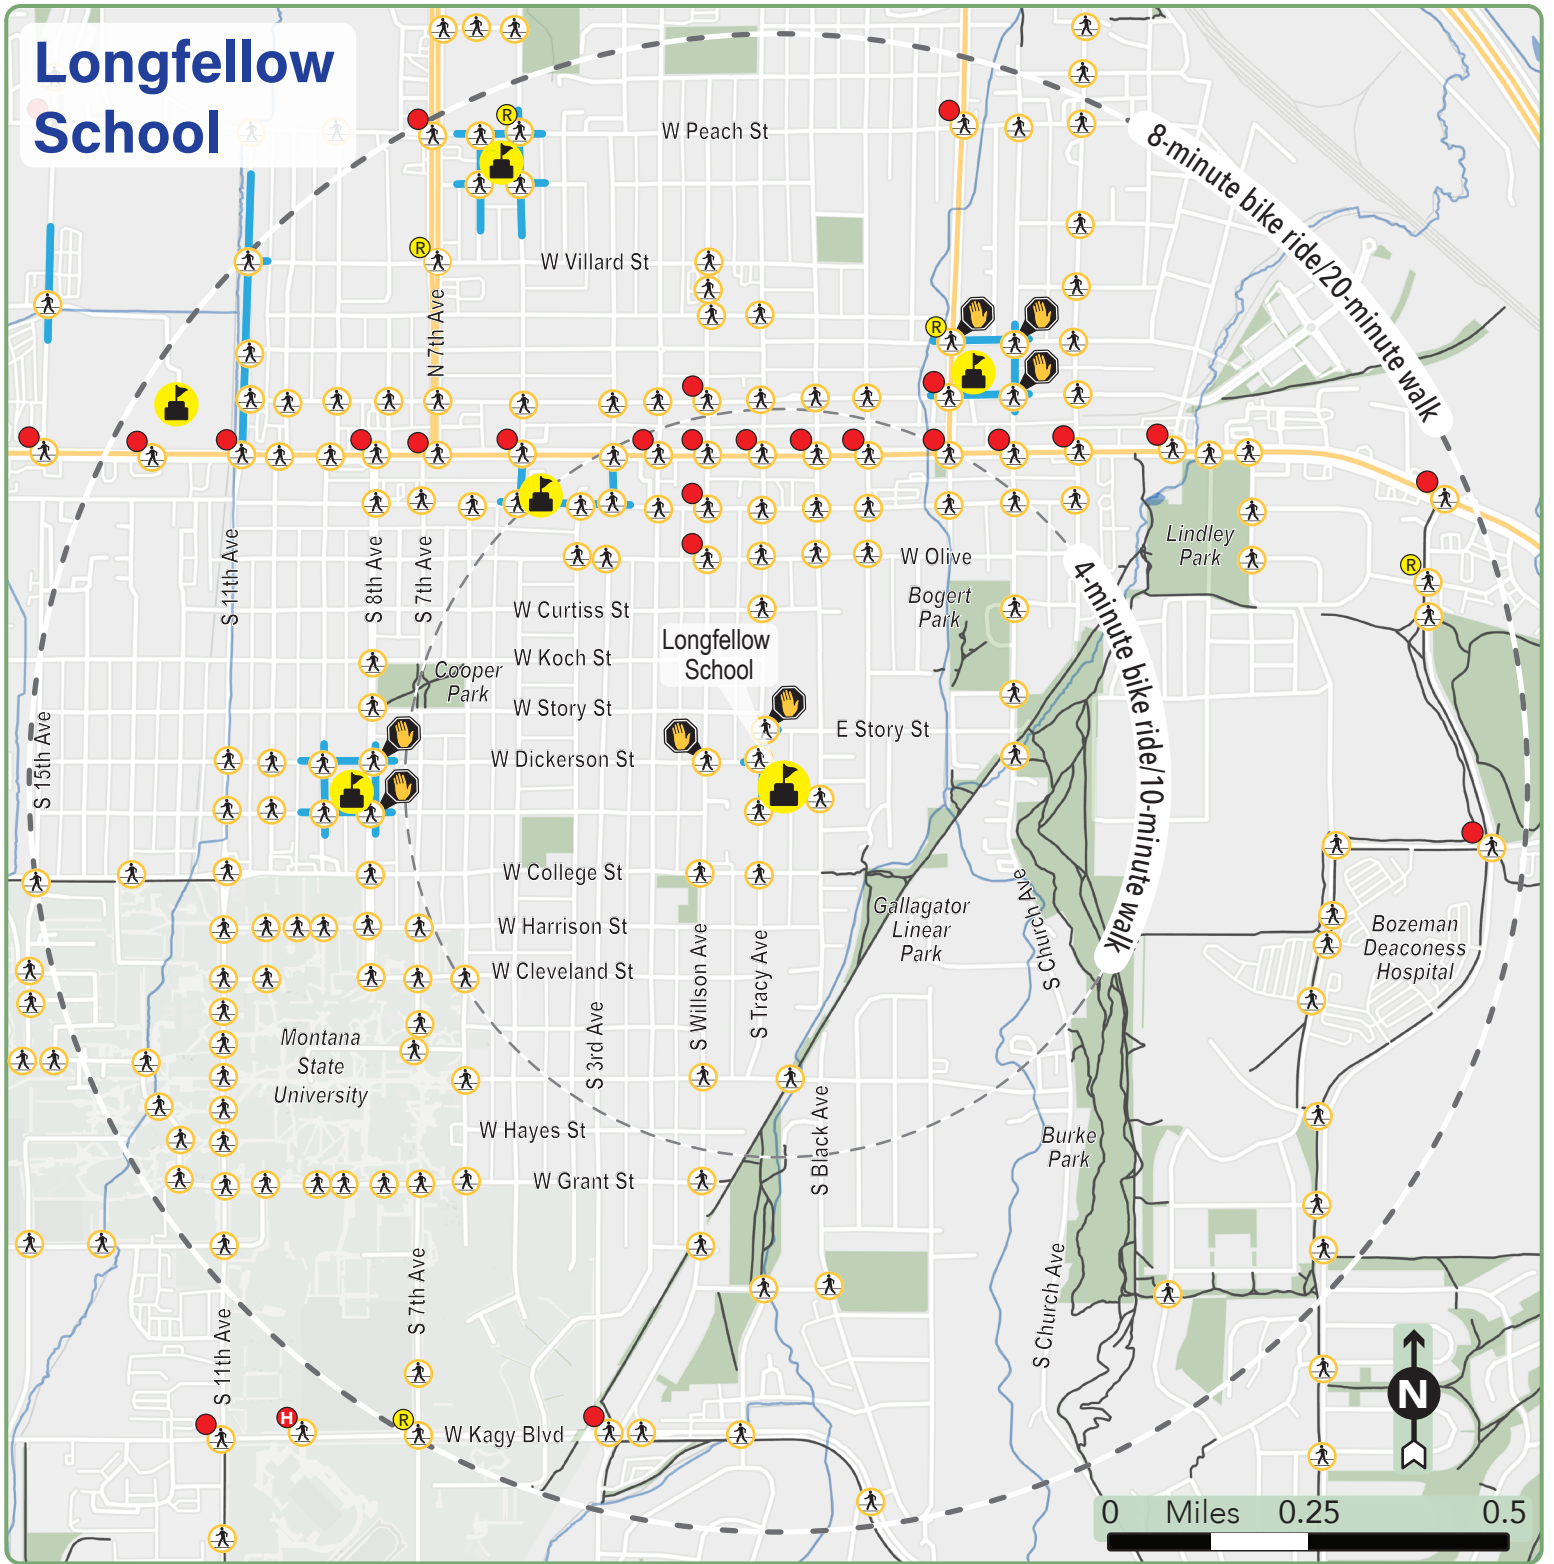 Longfellow
School
W Peach St
8-minute bike ride/20-minute walk
R
R
W Villard St
N 7th Ave
R
S 11th Ave
S 8th Ave
S 7th Ave
W Olive
Lindley
Park
R
4-minute bike ride/10-minute walk
W Curtiss St
Bogert
Park
Longfellow
School
W Koch St
Cooper
Park
W Story St
E Story St
S 15th Ave
W Dickerson St
W College St
S Church Ave
Gallagator
Linear
Park
W Harrison St
S Willson Ave
S Tracy Ave
Bozeman
Deaconess
Hospital
W Cleveland St
S 3rd Ave
Montana
State
University
W Hayes St
S Black Ave
Burke
Park
W Grant St
S 7th Ave
S Church Ave
S 11th Ave
N
H
R
W Kagy Blvd
0 Miles 0.25 0.5